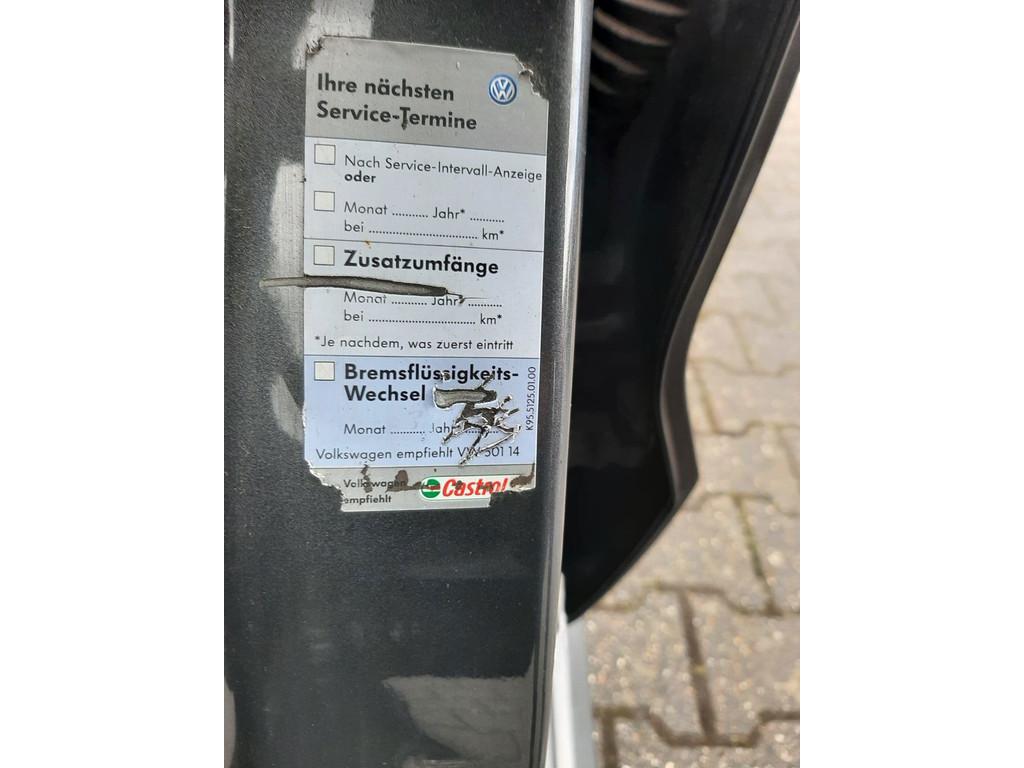 Ihre nächsten
Service-Termine
Nach Service-Intervall-Anzeige
oder
Monat ........... Jahr* ...........
bei .................................. km*
Zusatzumfänge
Monat ........... Jahr* ...........
bei .................................. km*
*Je nachdem, was zuerst eintritt
Bremsflüssigkeits-
Wechsel
Monat ........... Jahr ...........
Volkswagen empfiehlt VW 501 14
K95.5125.01.00
Volkswagen
empfiehlt
Castrol